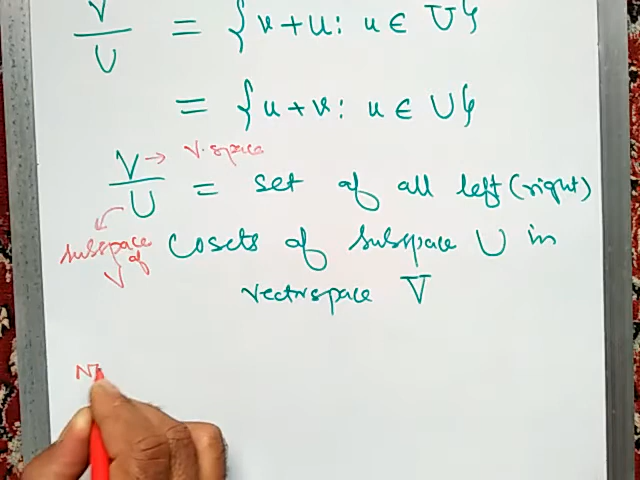 V/U = {v+u : u ∈ U}
= {u+v : u ∈ U}
V → V. space
V/U = set of all left (right)
subspace of V
Cosets of subspace U in
vectorspace V